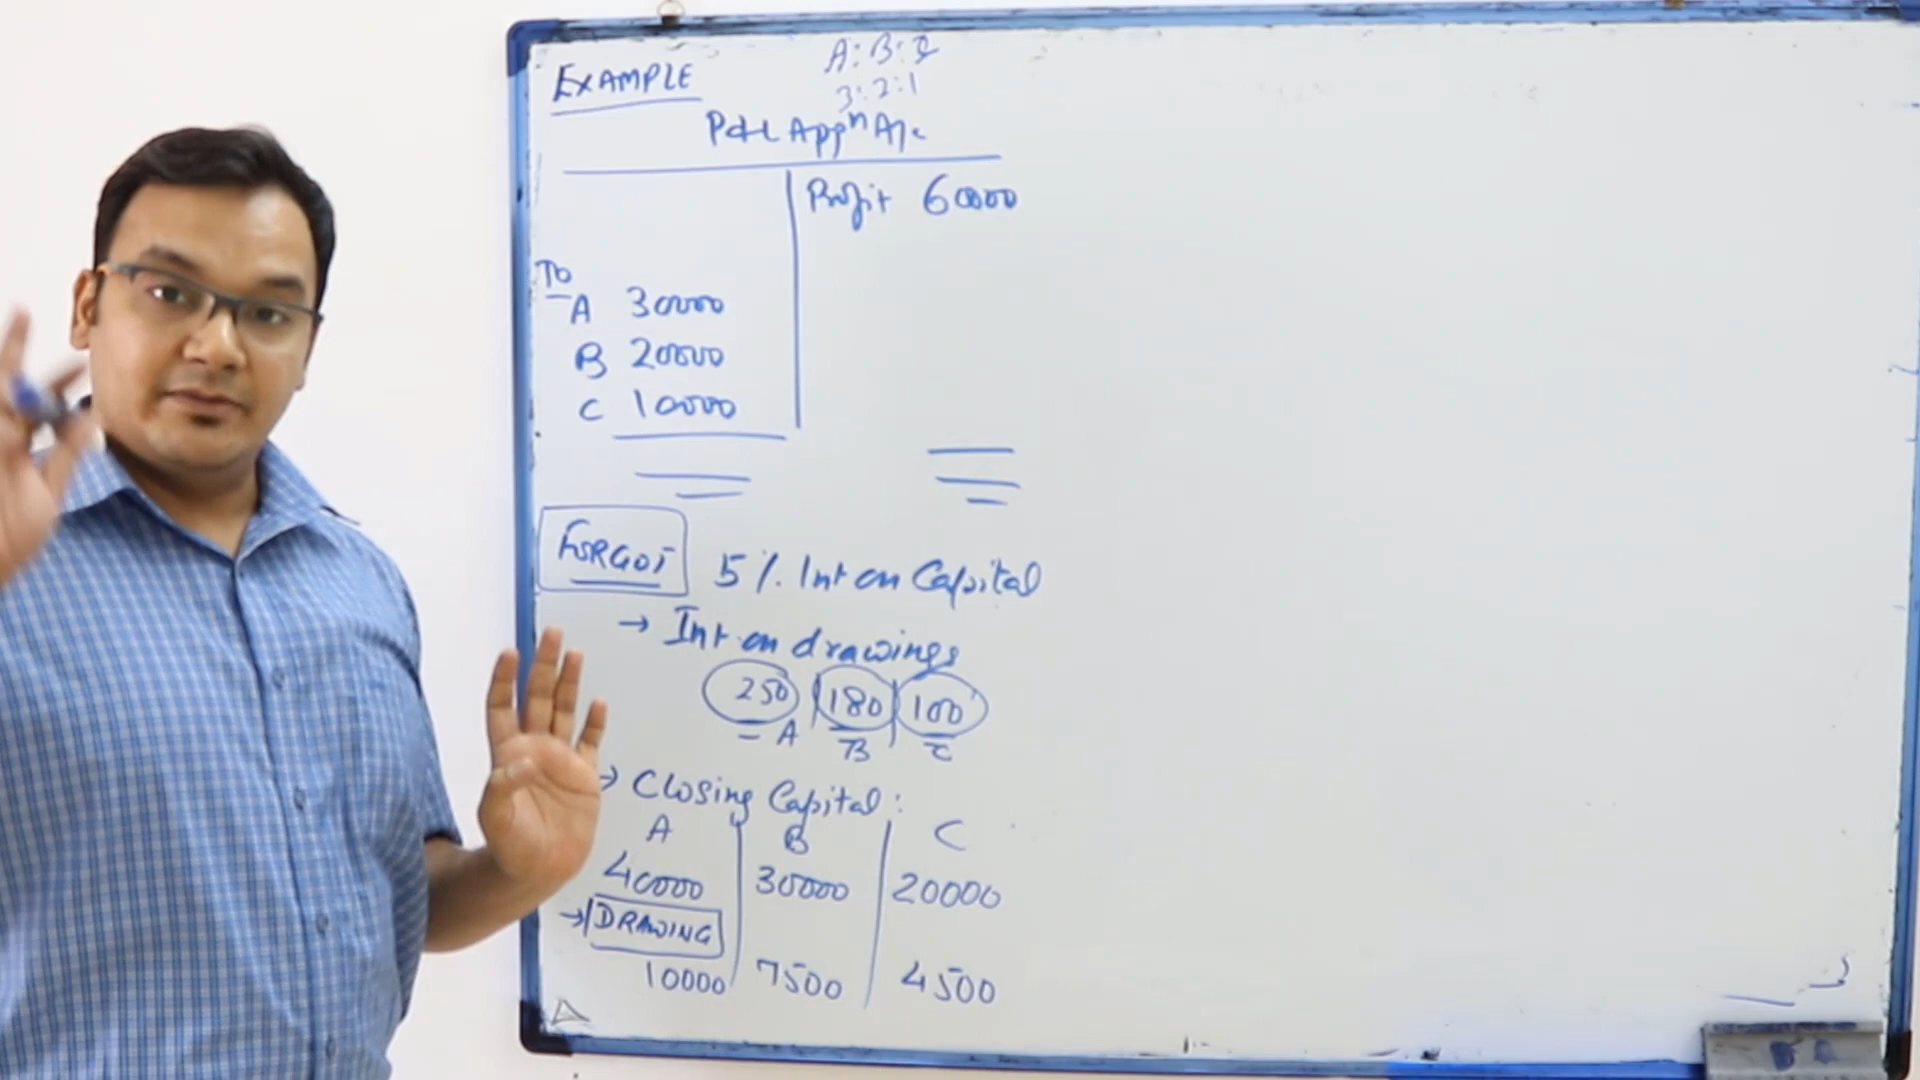 EXAMPLE
A:B:C
3:2:1
P&L Appⁿ A/c
Profit 60000
To
A 30000
B 20000
C 10000
FORGOT 5%. Int on Capital
→ Int on drawings
250 180 100
A B C
→ Closing Capital:
A B C
40000 30000 20000
→ DRAWING
10000 7500 4500